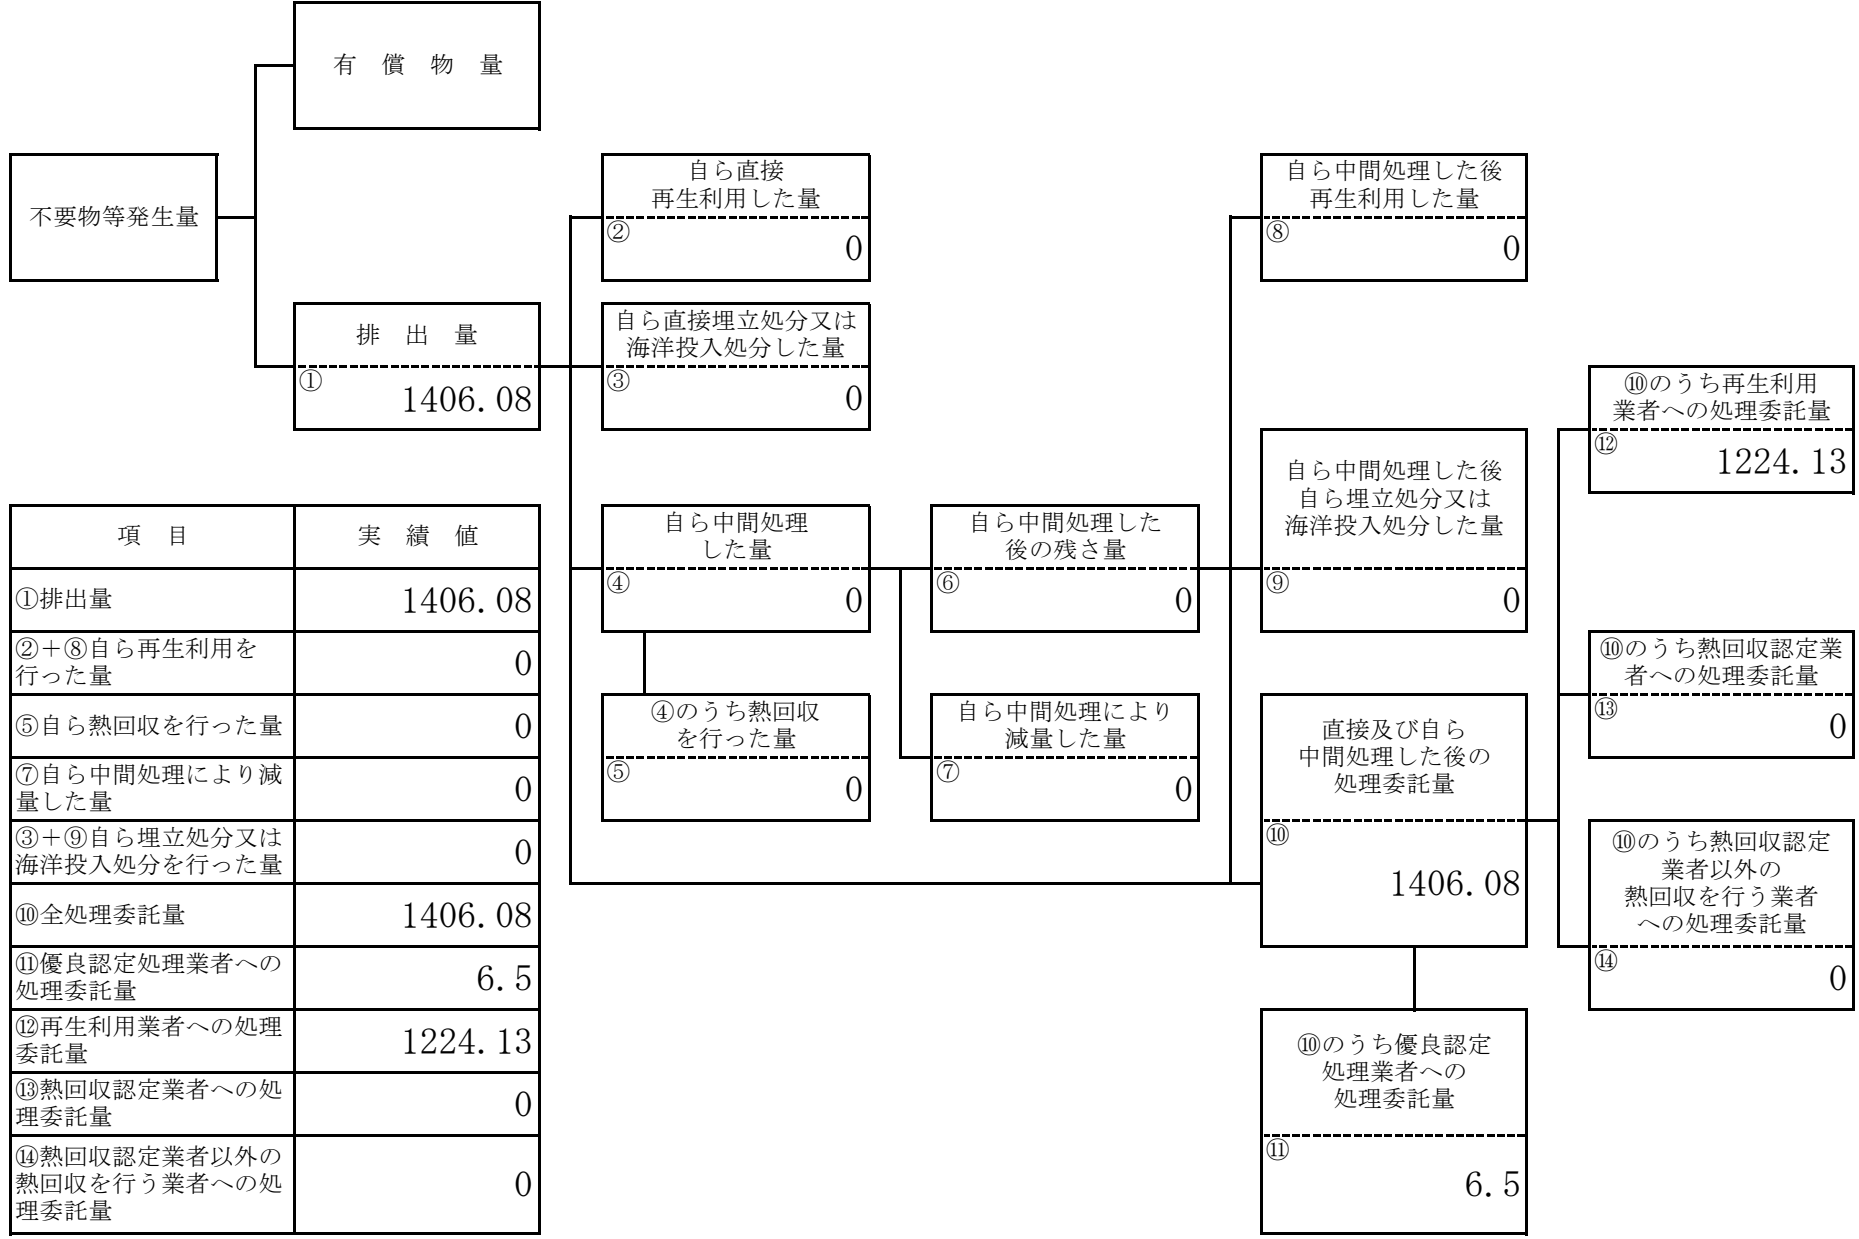 有 償 物 量
不要物等発生量
排 出 量
①
1406.08
自ら直接
再生利用した量
②
0
自ら直接埋立処分又は
海洋投入処分した量
③
0
自ら中間処理
した量
④
0
④のうち熱回収
を行った量
⑤
0
自ら中間処理した
後の残さ量
⑥
0
自ら中間処理により
減量した量
⑦
0
自ら中間処理した後
再生利用した量
⑧
0
自ら中間処理した後
自ら埋立処分又は
海洋投入処分した量
⑨
0
直接及び自ら
中間処理した後の
処理委託量
⑩
1406.08
⑩のうち優良認定
処理業者への
処理委託量
⑪
6.5
⑩のうち再生利用
業者への処理委託量
⑫
1224.13
⑩のうち熱回収認定業
者への処理委託量
⑬
0
⑩のうち熱回収認定
業者以外の
熱回収を行う業者
への処理委託量
⑭
0
項 目 実 績 値
①排出量 1406.08
②＋⑧自ら再生利用を
行った量 0
⑤自ら熱回収を行った量 0
⑦自ら中間処理により減
量した量 0
③＋⑨自ら埋立処分又は
海洋投入処分を行った量 0
⑩全処理委託量 1406.08
⑪優良認定処理業者への
処理委託量 6.5
⑫再生利用業者への処理
委託量 1224.13
⑬熱回収認定業者への処
理委託量 0
⑭熱回収認定業者以外の
熱回収を行う業者への処
理委託量 0